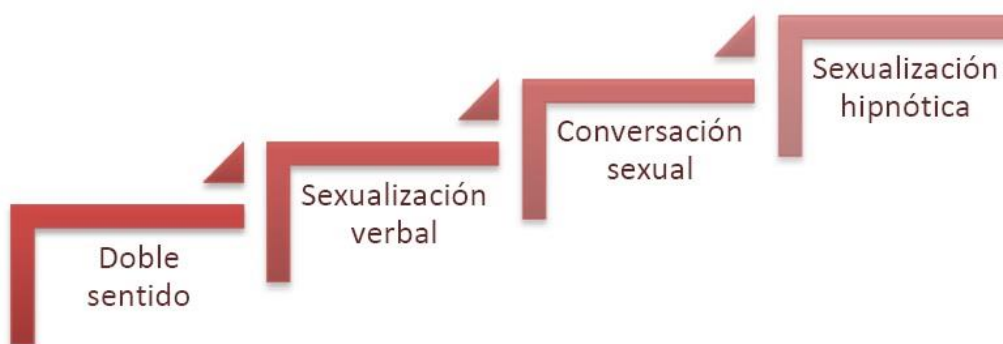 Doble
sentido
Sexualización
verbal
Conversación
sexual
Sexualización
hipnótica